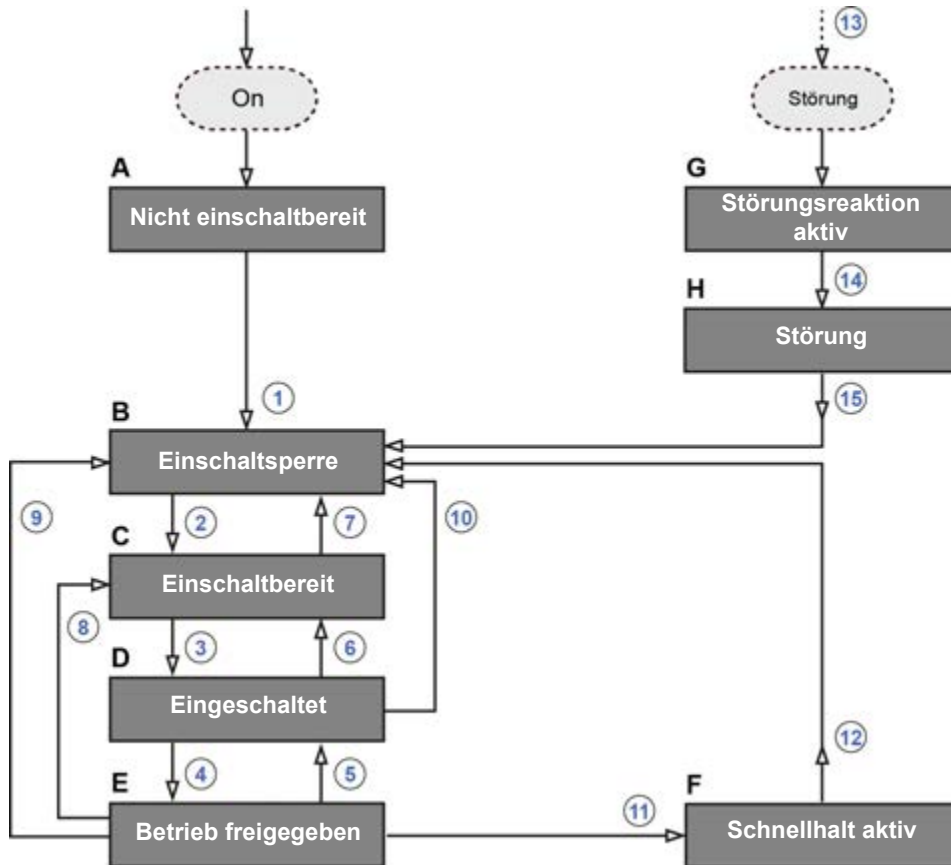 13
On
Störung
A
Nicht einschaltbereit
G
Störungsreaktion
aktiv
14
H
Störung
1
15
B
Einschaltsperre
9
2
7
10
C
Einschaltbereit
8
3
6
D
Eingeschaltet
4
5
12
E
Betrieb freigegeben
11
F
Schnellhalt aktiv